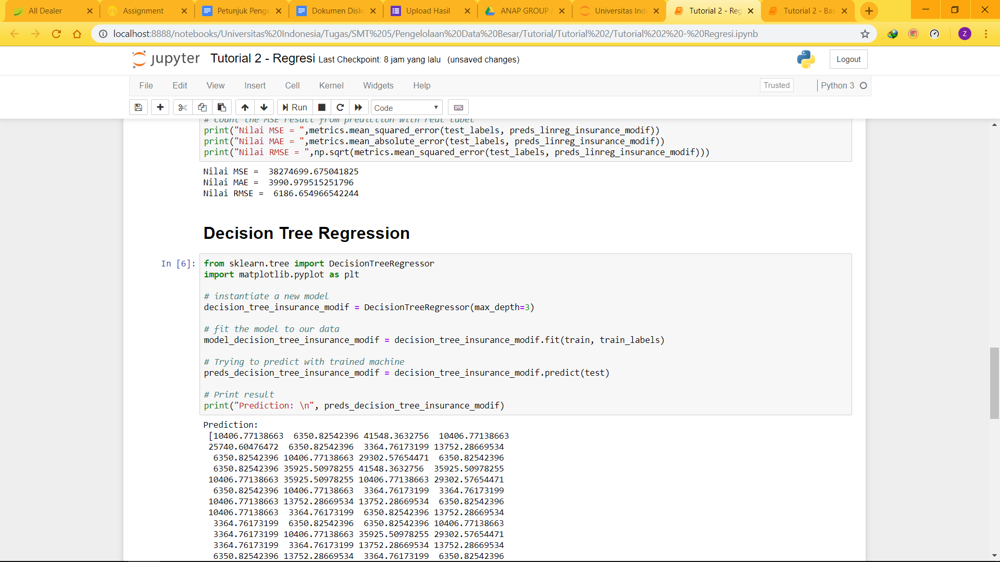 All Dealer
Assignment
Petunjuk Penge
Dokumen Disk
Upload Hasil
ANAP GROUP
Universitas Ind
Tutorial 2 - Reg
Tutorial 2 - Bas
localhost:8888/notebooks/Universitas%20Indonesia/Tugas/SMT%205/Pengelolaan%20Data%20Besar/Tutorial/Tutorial%202/Tutorial%202%20-%20Regresi.ipynb
Z
jupyter Tutorial 2 - Regresi Last Checkpoint: 8 jam yang lalu (unsaved changes)
Logout
File Edit View Insert Cell Kernel Widgets Help
Trusted
Python 3
Run
Code
# Count the MSE result from prediction with real label
print("Nilai MSE = ",metrics.mean_squared_error(test_labels, preds_linreg_insurance_modif))
print("Nilai MAE = ",metrics.mean_absolute_error(test_labels, preds_linreg_insurance_modif))
print("Nilai RMSE = ",np.sqrt(metrics.mean_squared_error(test_labels, preds_linreg_insurance_modif)))
Nilai MSE =  38274699.675041825
Nilai MAE =  3990.979515251796
Nilai RMSE =  6186.654966542244
Decision Tree Regression
In [6]:
from sklearn.tree import DecisionTreeRegressor
import matplotlib.pyplot as plt
# instantiate a new model
decision_tree_insurance_modif = DecisionTreeRegressor(max_depth=3)
# fit the model to our data
model_decision_tree_insurance_modif = decision_tree_insurance_modif.fit(train, train_labels)
# Trying to predict with trained machine
preds_decision_tree_insurance_modif = decision_tree_insurance_modif.predict(test)
# Print result
print("Prediction: \n", preds_decision_tree_insurance_modif)
Prediction:
[10406.77138663  6350.82542396 41548.3632756  10406.77138663
25740.60476472  6350.82542396  3364.76173199 13752.28669534
6350.82542396 10406.77138663 29302.57654471  6350.82542396
6350.82542396 35925.50978255 41548.3632756  35925.50978255
10406.77138663 35925.50978255 10406.77138663 29302.57654471
6350.82542396 10406.77138663  3364.76173199  3364.76173199
10406.77138663 13752.28669534 13752.28669534  6350.82542396
10406.77138663  3364.76173199  6350.82542396 13752.28669534
3364.76173199  6350.82542396  6350.82542396 10406.77138663
3364.76173199 10406.77138663 35925.50978255 29302.57654471
3364.76173199  3364.76173199 13752.28669534 13752.28669534
6350.82542396 13752.28669534  3364.76173199  6350.82542396